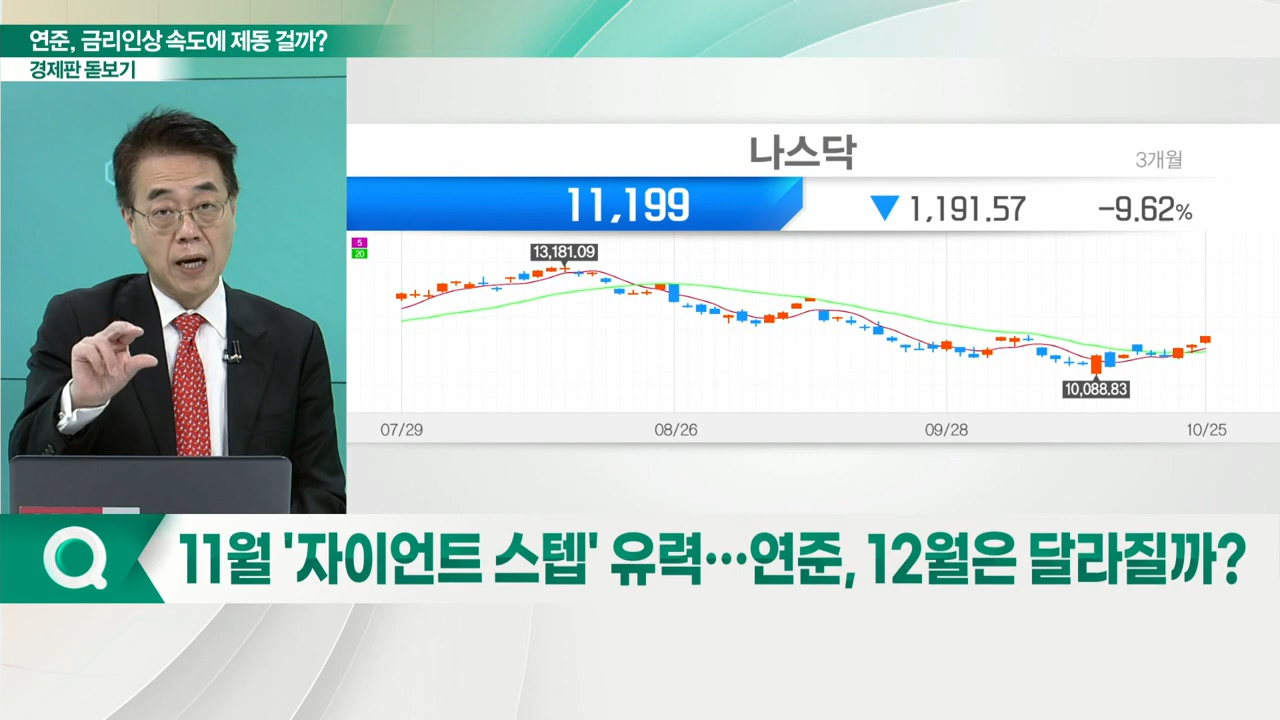 연준, 금리인상 속도에 제동 걸까?
경제판 돋보기
나스닥
3개월
11,199
▼ 1,191.57
-9.62%
5
20
13,181.09
10,088.83
07/29
08/26
09/28
10/25
11월 '자이언트 스텝' 유력…연준, 12월은 달라질까?